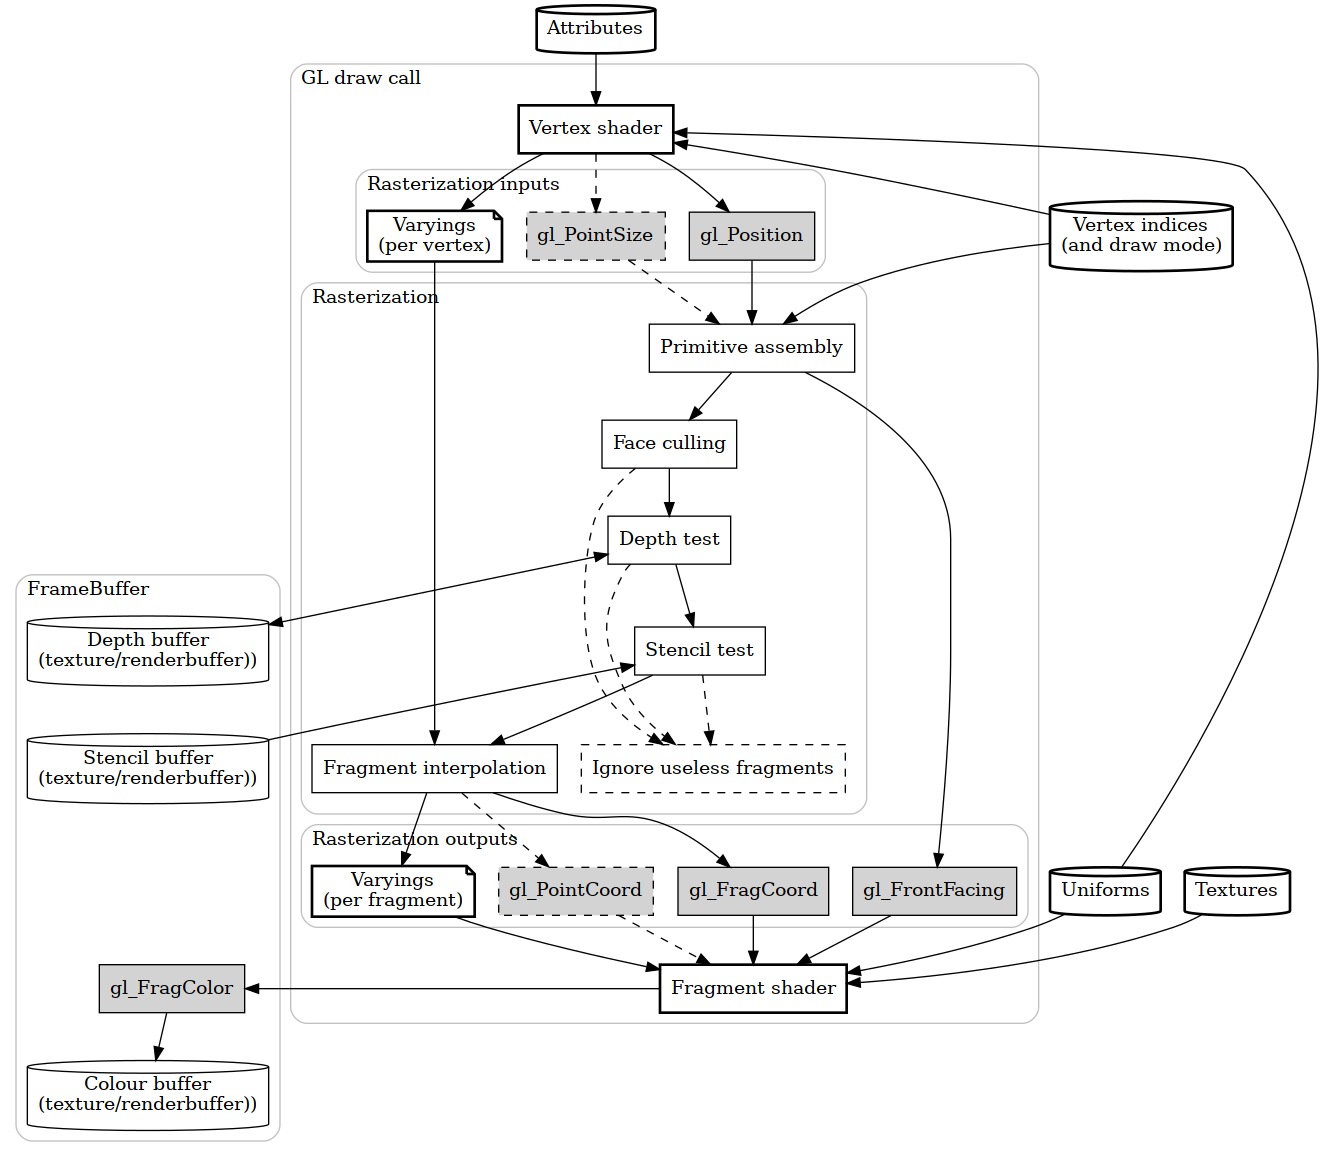 Attributes
GL draw call
Vertex shader
Rasterization inputs
Varyings
(per vertex)
gl_PointSize
gl_Position
Vertex indices
(and draw mode)
Rasterization
Primitive assembly
Face culling
Depth test
FrameBuffer
Depth buffer
(texture/renderbuffer))
Stencil test
Stencil buffer
(texture/renderbuffer))
Fragment interpolation
Ignore useless fragments
Rasterization outputs
Varyings
(per fragment)
gl_PointCoord
gl_FragCoord
gl_FrontFacing
Uniforms
Textures
gl_FragColor
Fragment shader
Colour buffer
(texture/renderbuffer))